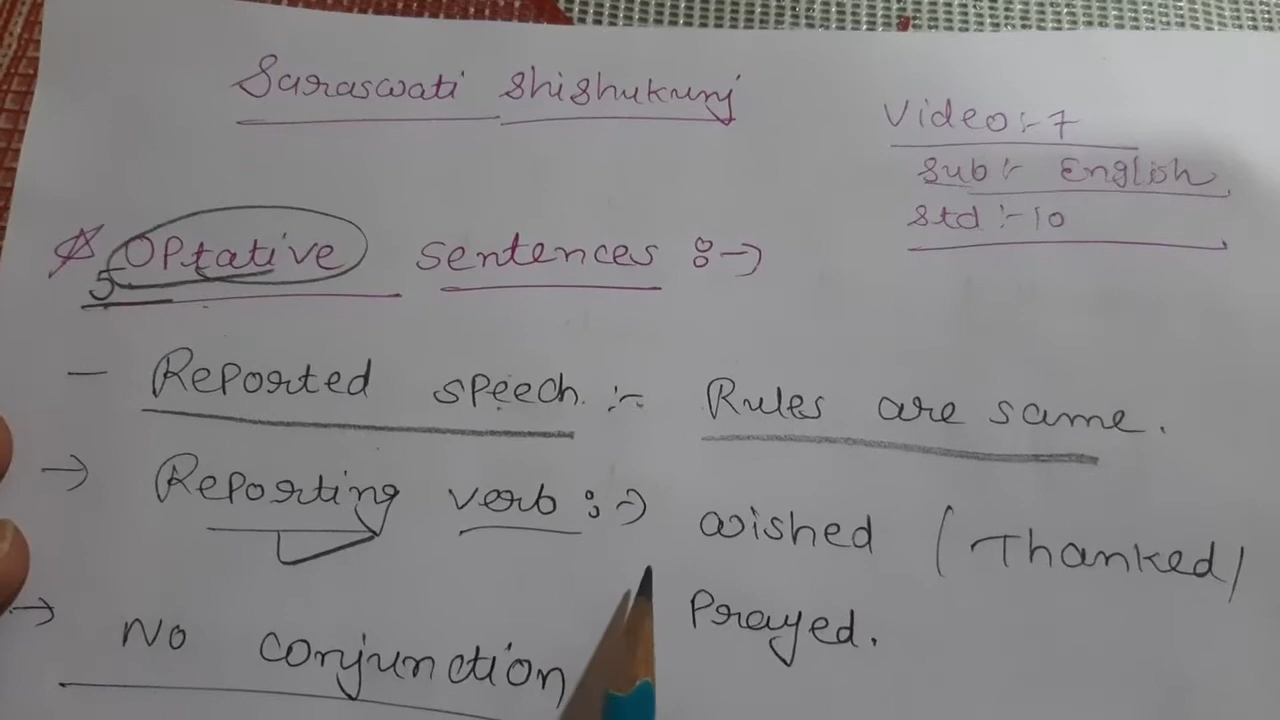 Saraswati Shishukunj
Video:- 7
Sub:- English
Std:-10
5 Optative sentences :-)
- Reported speech :- Rules are same.
→ Reporting verb :-) wished / Thanked /
Prayed.
→ No conjunction